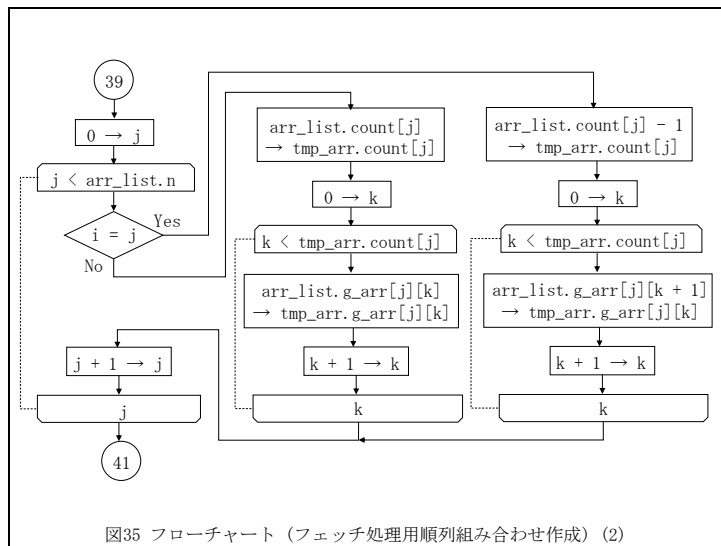 39
0 → j
j < arr_list.n
i = j
Yes
No
j + 1 → j
j
41
arr_list.count[j]
→ tmp_arr.count[j]
0 → k
k < tmp_arr.count[j]
arr_list.g_arr[j][k]
→ tmp_arr.g_arr[j][k]
k + 1 → k
k
arr_list.count[j] - 1
→ tmp_arr.count[j]
0 → k
k < tmp_arr.count[j]
arr_list.g_arr[j][k + 1]
→ tmp_arr.g_arr[j][k]
k + 1 → k
k
図35 フローチャート (フェッチ処理用順列組み合わせ作成) (2)